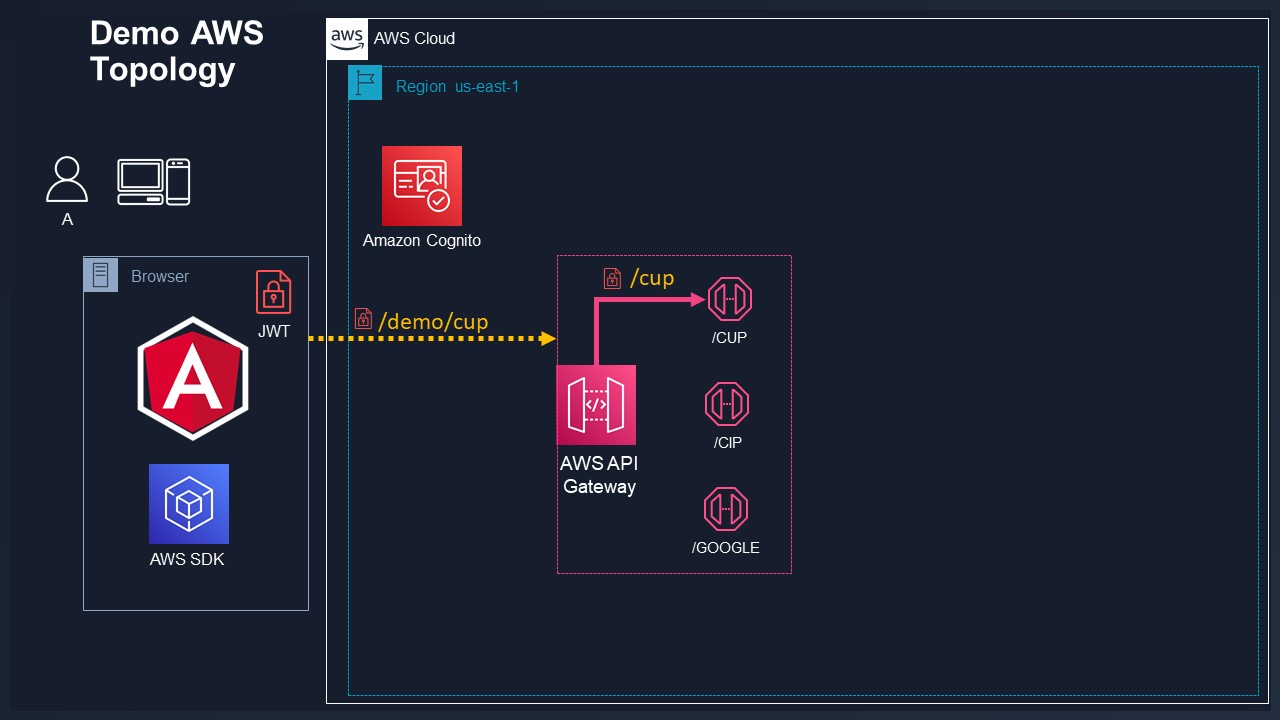 Demo AWS
Topology
aws
AWS Cloud
Region us-east-1
A
Amazon Cognito
Browser
JWT
/demo/cup
/cup
/CUP
A
</>
/CIP
AWS API
Gateway
/GOOGLE
AWS SDK